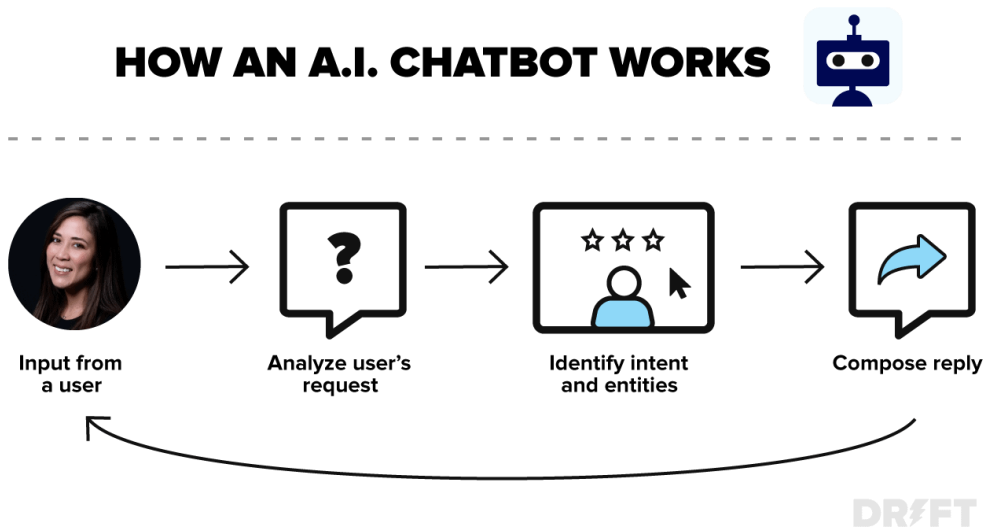 HOW AN A.I. CHATBOT WORKS
Input from
a user
Analyze user's
request
Identify intent
and entities
Compose reply
DRIFT